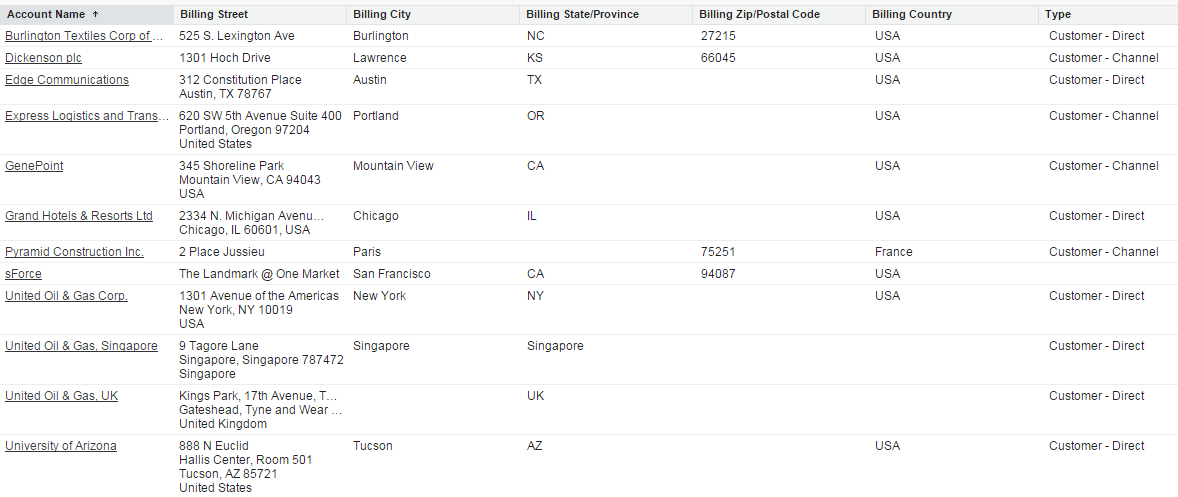 Account Name ↑ Billing Street Billing City Billing State/Province Billing Zip/Postal Code Billing Country Type
Burlington Textiles Corp of ... 525 S. Lexington Ave Burlington NC 27215 USA Customer - Direct
Dickenson plc 1301 Hoch Drive Lawrence KS 66045 USA Customer - Channel
Edge Communications 312 Constitution Place Austin TX USA Customer - Direct
Austin, TX 78767
Express Logistics and Trans... 620 SW 5th Avenue Suite 400 Portland OR USA Customer - Channel
Portland, Oregon 97204
United States
GenePoint 345 Shoreline Park Mountain View CA USA Customer - Channel
Mountain View, CA 94043
USA
Grand Hotels & Resorts Ltd 2334 N. Michigan Avenu... Chicago IL USA Customer - Direct
Chicago, IL 60601, USA
Pyramid Construction Inc. 2 Place Jussieu Paris 75251 France Customer - Channel
sForce The Landmark @ One Market San Francisco CA 94087 USA
United Oil & Gas Corp. 1301 Avenue of the Americas New York NY USA Customer - Direct
New York, NY 10019
USA
United Oil & Gas, Singapore 9 Tagore Lane Singapore Singapore Customer - Direct
Singapore, Singapore 787472
Singapore
United Oil & Gas, UK Kings Park, 17th Avenue, T... UK Customer - Direct
Gateshead, Tyne and Wear ...
United Kingdom
University of Arizona 888 N Euclid Tucson AZ USA Customer - Direct
Hallis Center, Room 501
Tucson, AZ 85721
United States